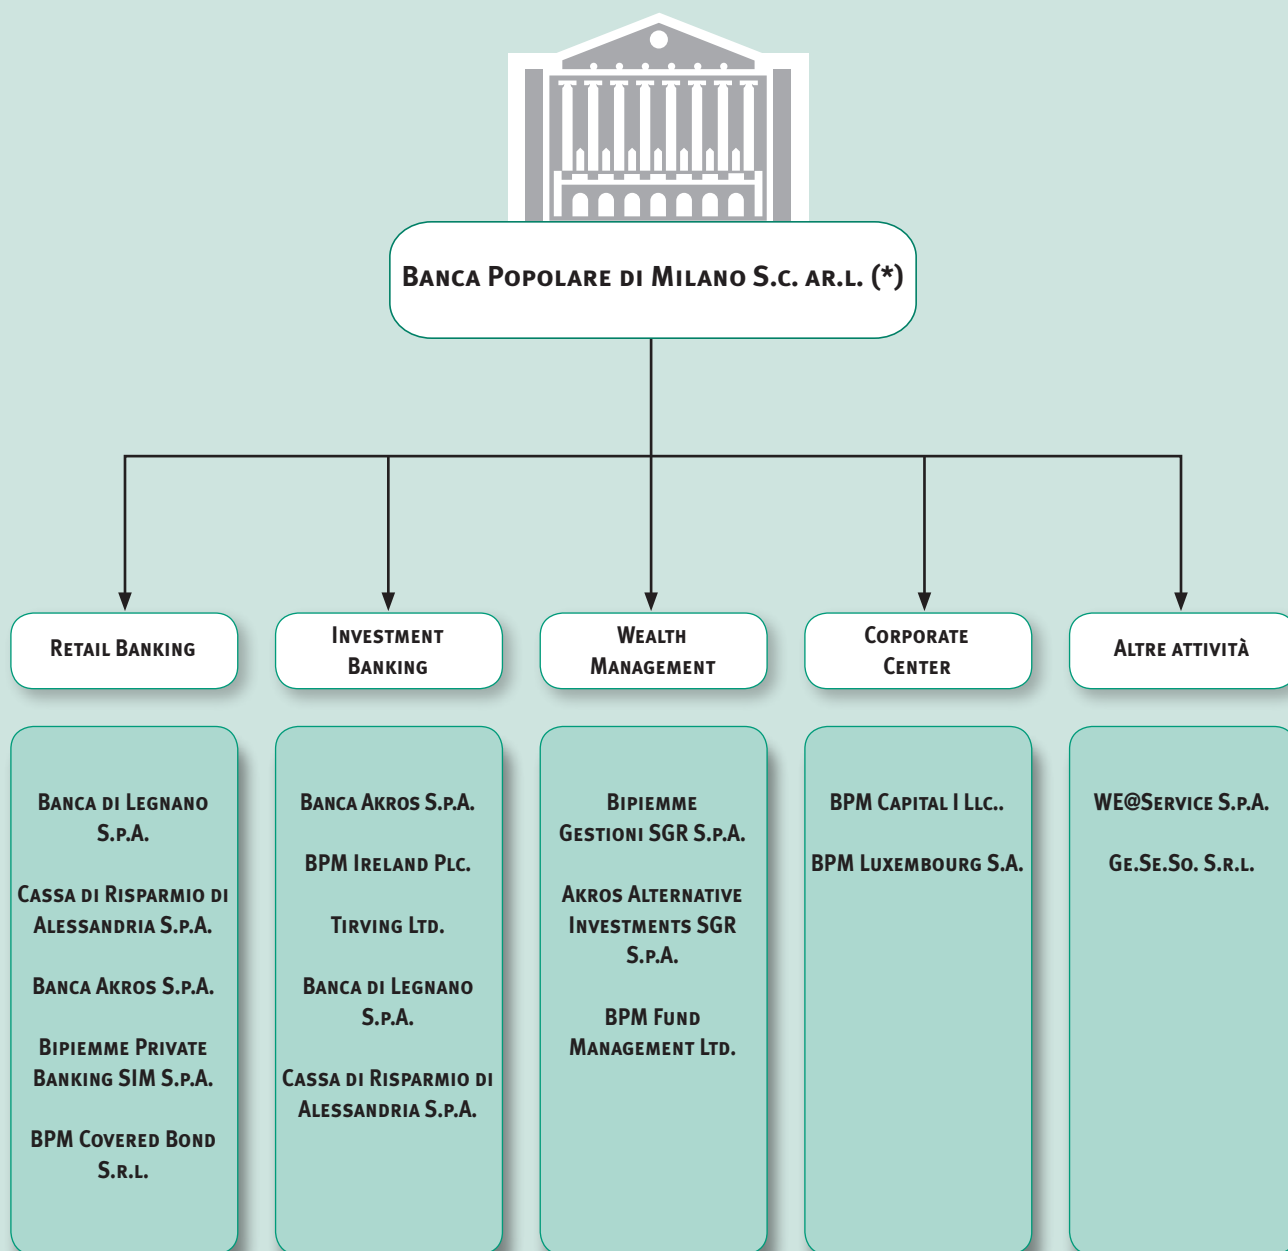 Banca Popolare di Milano S.c. ar.l. (*)
Retail Banking
Investment
Banking
Wealth
Management
Corporate
Center
Altre attività
Banca di Legnano
S.p.A.
Cassa di Risparmio di
Alessandria S.p.A.
Banca Akros S.p.A.
Bipiemme Private
Banking SIM S.p.A.
BPM Covered Bond
S.r.l.
Banca Akros S.p.A.
BPM Ireland Plc.
Tirving Ltd.
Banca di Legnano
S.p.A.
Cassa di Risparmio di
Alessandria S.p.A.
Bipiemme
Gestioni SGR S.p.A.
Akros Alternative
Investments SGR
S.p.A.
BPM Fund
Management Ltd.
BPM Capital I Llc..
BPM Luxembourg S.A.
WE@Service S.p.A.
Ge.Se.So. S.r.l.